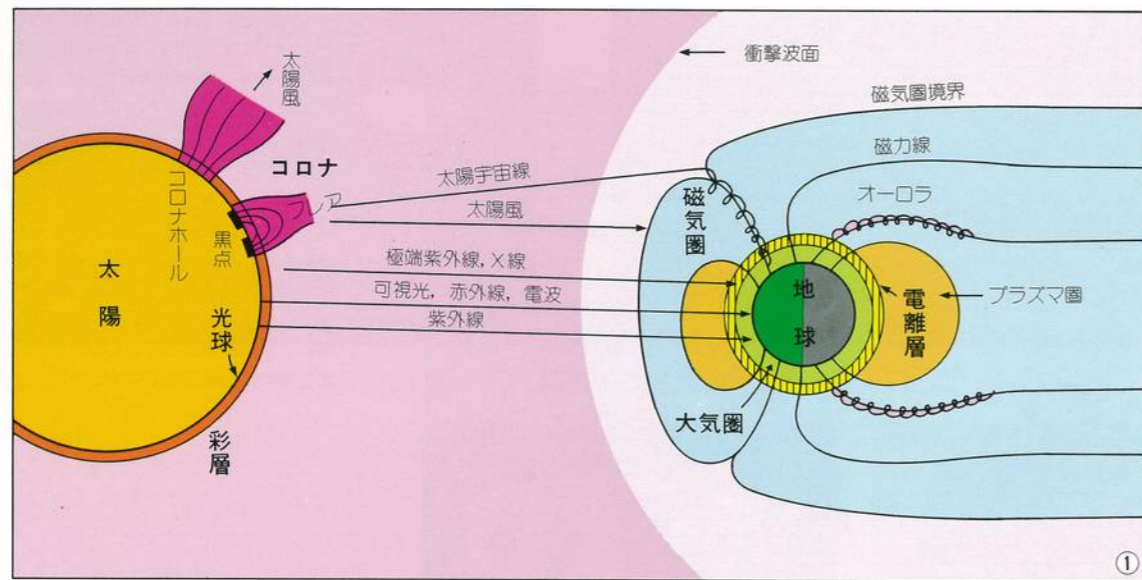 太陽風
コロナ
コロナホール
フレア
黒点
太陽
光球
彩層
太陽宇宙線
太陽風
極端紫外線,X線
可視光,赤外線,電波
紫外線
衝撃波面
磁気圏境界
磁力線
オーロラ
磁気圏
地球
電離層
プラズマ圏
大気圏
①